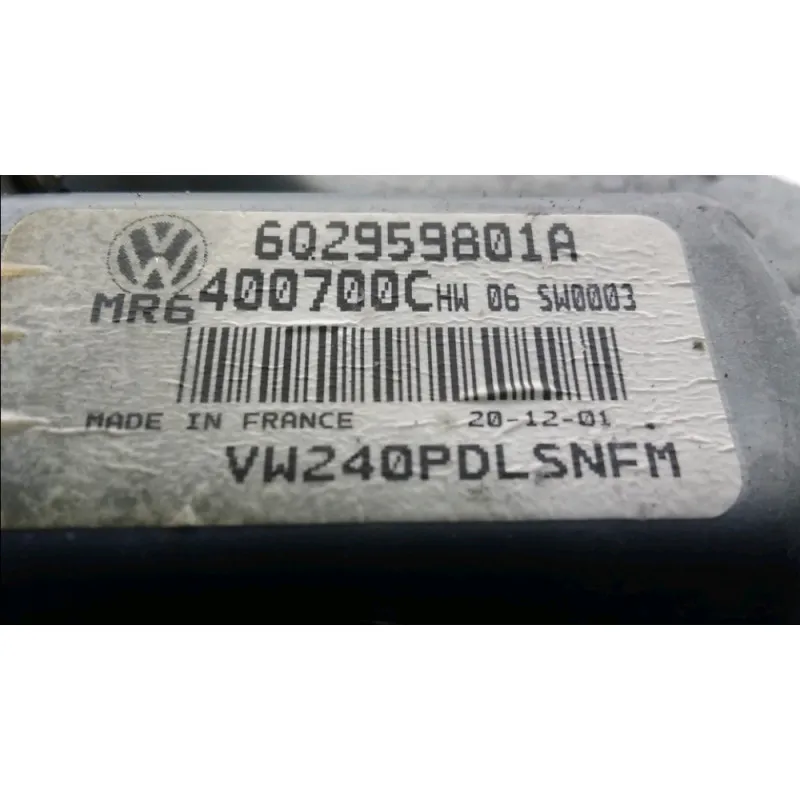 6Q2959801A
MR6 400700C HW 06 SW0003
MADE IN FRANCE 20-12-01
VW240PDLSNFM